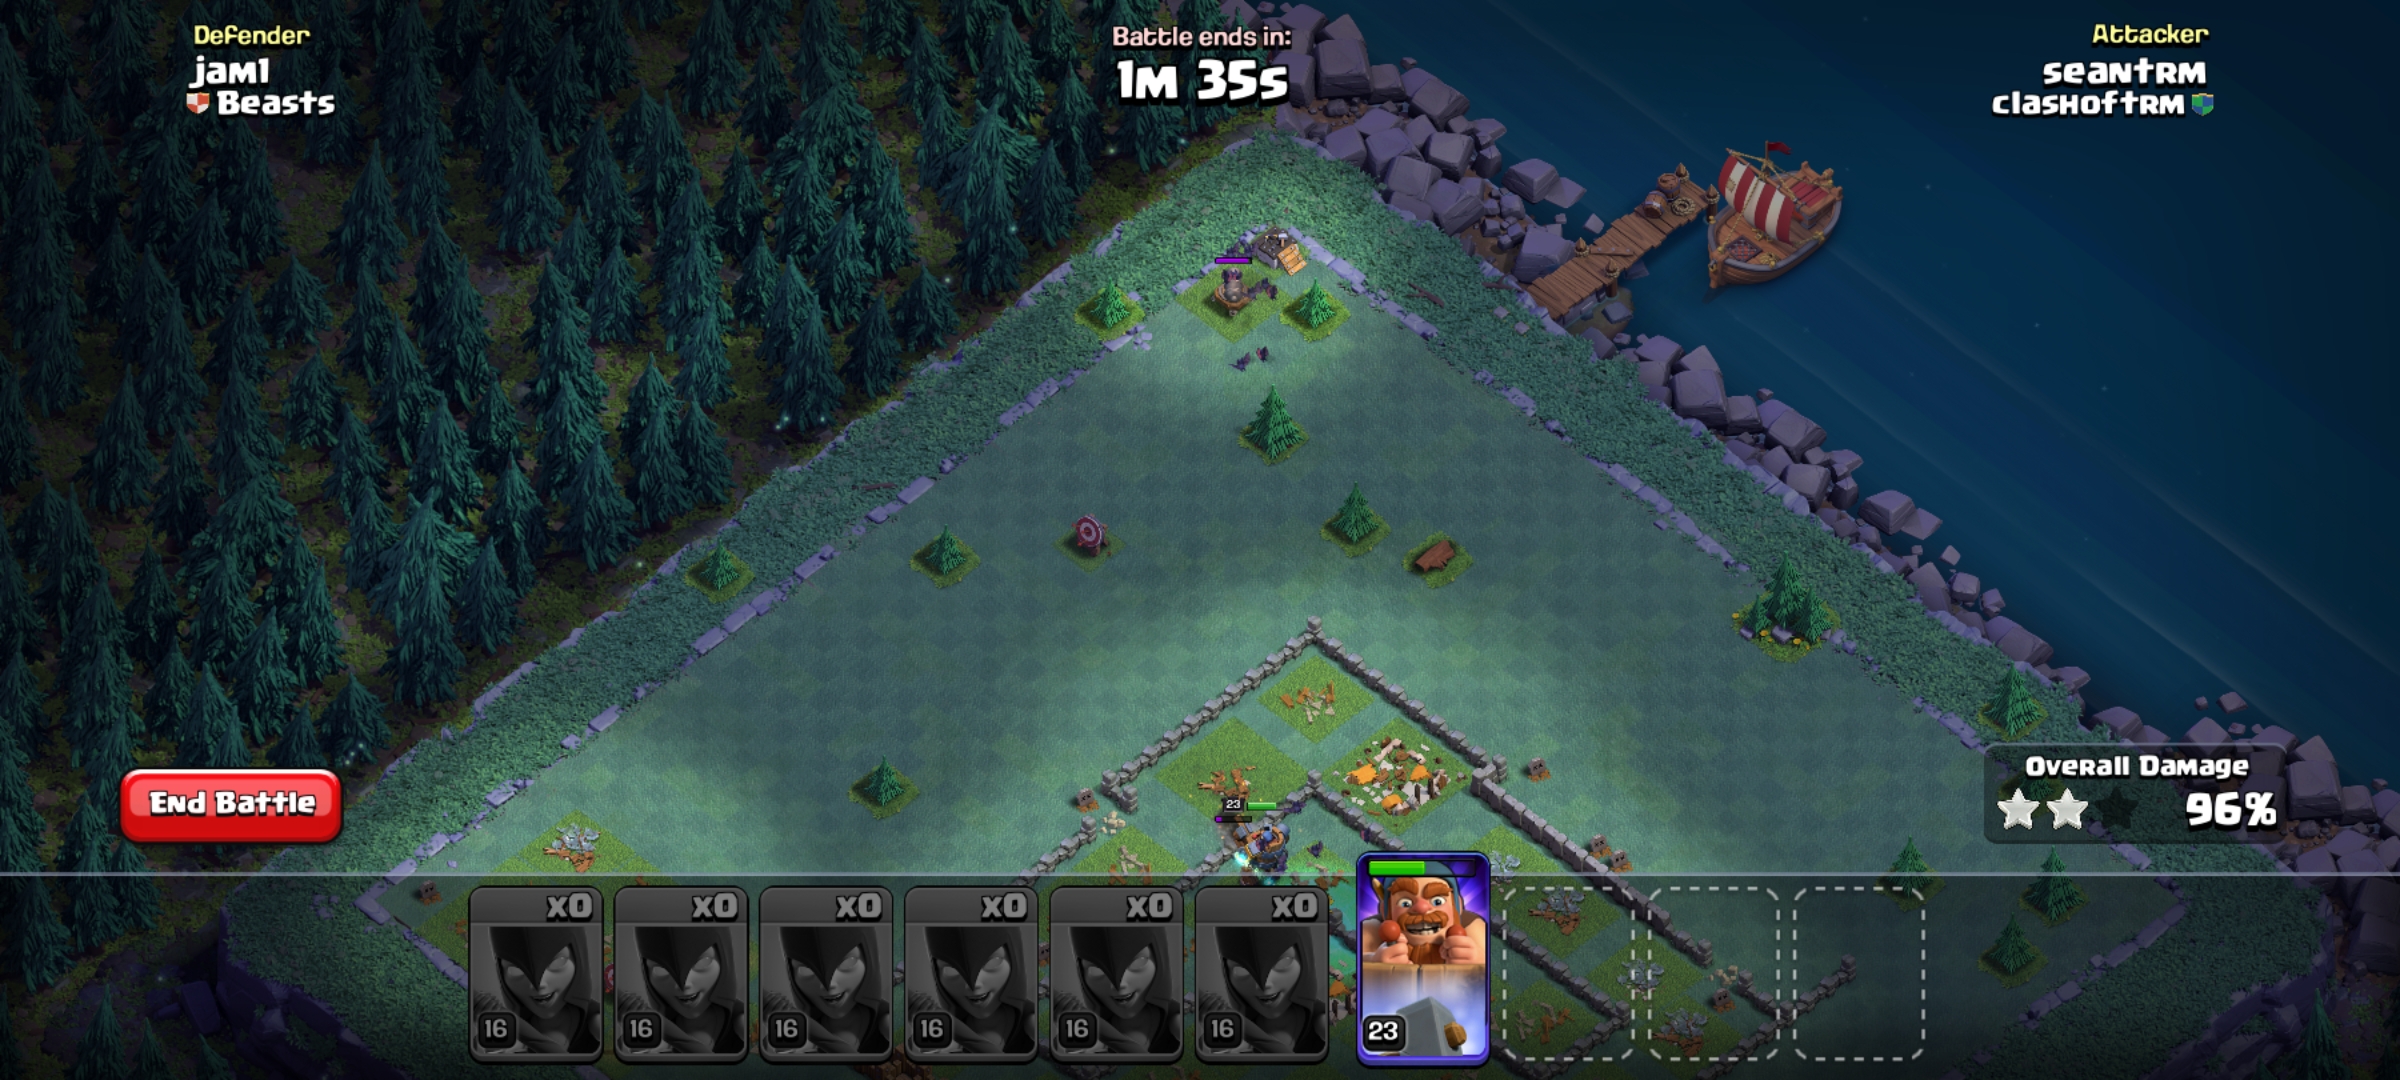 Defender
jam1
Beasts
Battle ends in:
1M 35s
Attacker
seantRM
clashoftRM
End Battle
Overall Damage
96%
23
x0
x0
x0
x0
x0
x0
16
16
16
16
16
16
23